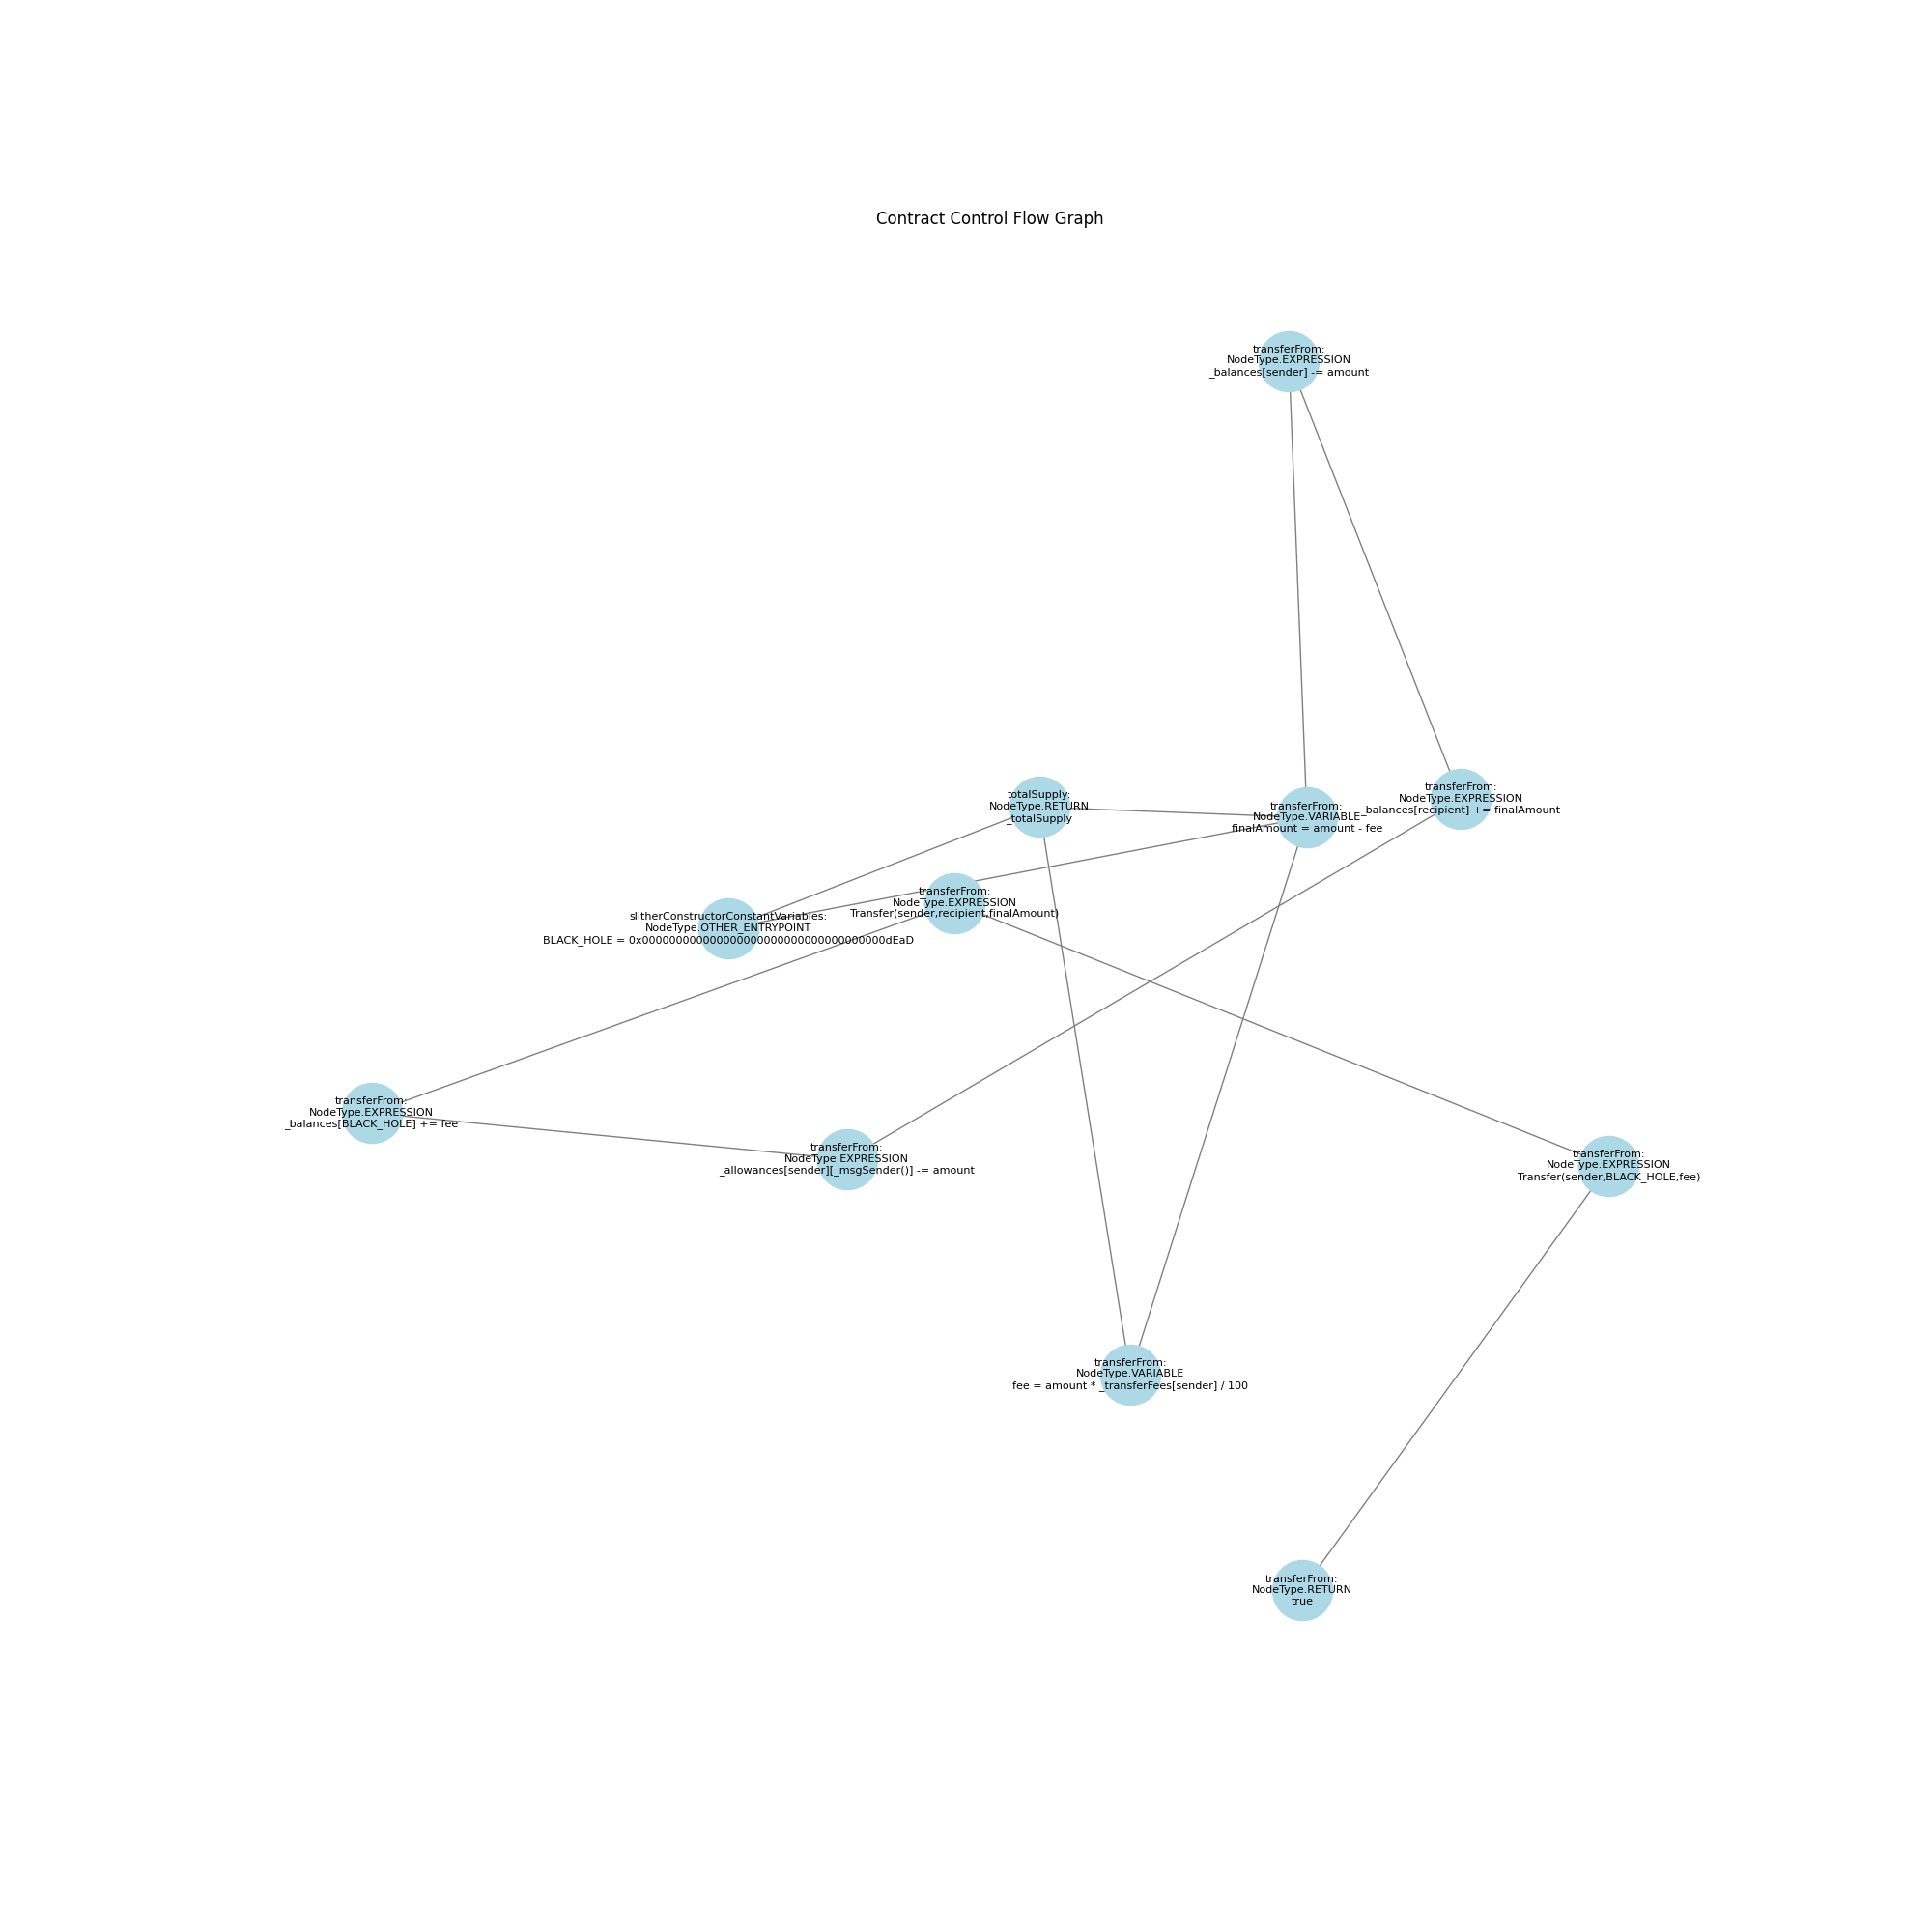 Contract Control Flow Graph
transferFrom:
NodeType.EXPRESSION
_balances[sender] -= amount
totalSupply:
NodeType.RETURN
_totalSupply
transferFrom:
NodeType.VARIABLE
finalAmount = amount - fee
transferFrom:
NodeType.EXPRESSION
_balances[recipient] += finalAmount
transferFrom:
NodeType.EXPRESSION
Transfer(sender,recipient,finalAmount)
slitherConstructorConstantVariables:
NodeType.OTHER_ENTRYPOINT
BLACK_HOLE = 0x000000000000000000000000000000000000dEaD
transferFrom:
NodeType.EXPRESSION
_balances[BLACK_HOLE] += fee
transferFrom:
NodeType.EXPRESSION
_allowances[sender][_msgSender()] -= amount
transferFrom:
NodeType.EXPRESSION
Transfer(sender,BLACK_HOLE,fee)
transferFrom:
NodeType.VARIABLE
fee = amount * _transferFees[sender] / 100
transferFrom:
NodeType.RETURN
true